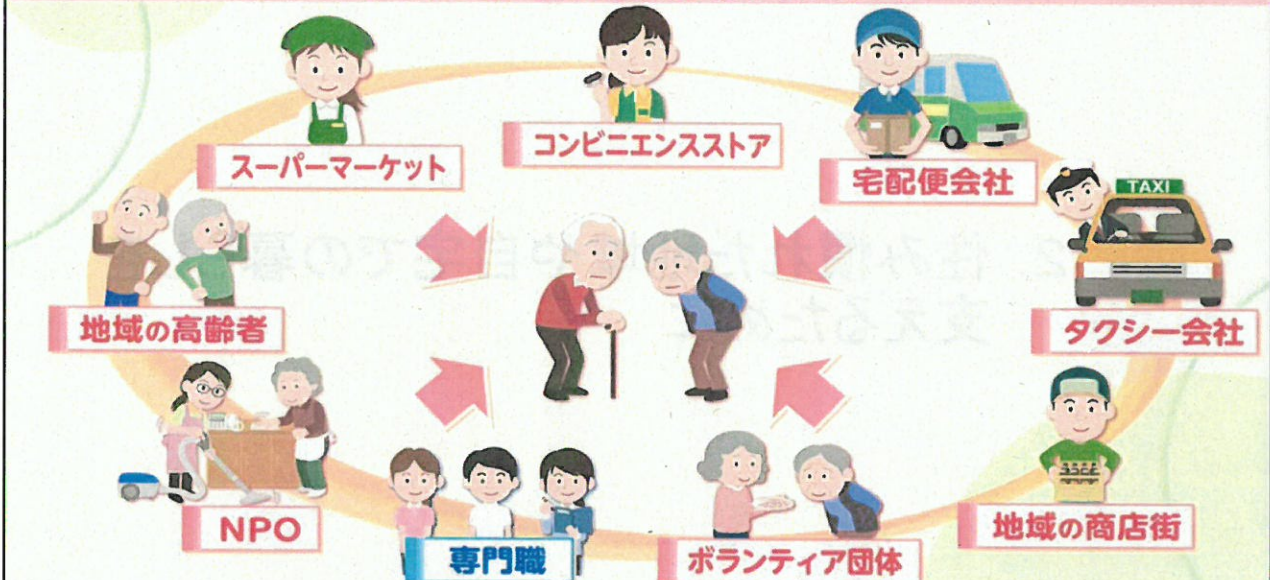 スーパーマーケット
コンビニエンスストア
宅配便会社
TAXI
地域の高齢者
タクシー会社
NPO
専門職
ボランティア団体
地域の商店街